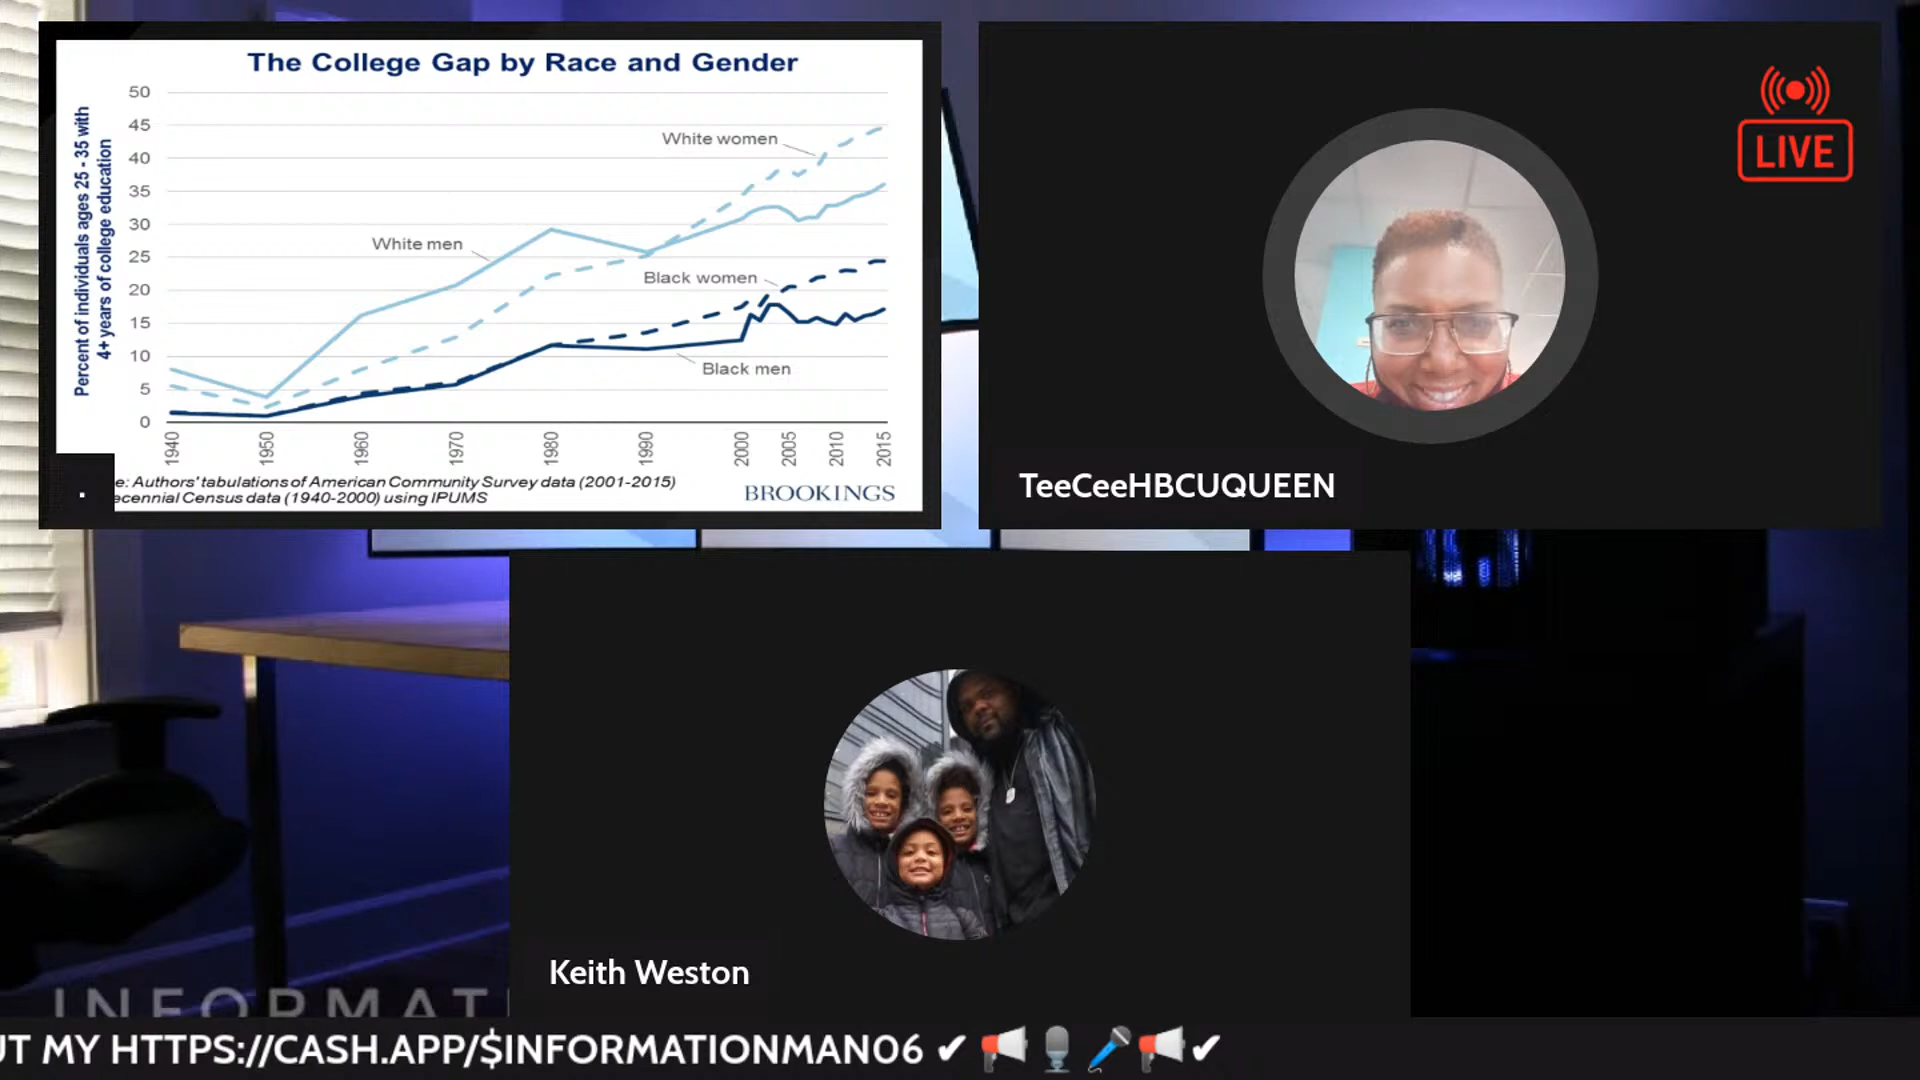 The College Gap by Race and Gender
Percent of individuals ages 25 - 35 with
4+ years of college education
50
45
40
35
30
25
20
15
10
5
0
White women
White men
Black women
Black men
1940
1950
1960
1970
1980
1990
2000
2005
2010
2015
e: Authors' tabulations of American Community Survey data (2001-2015)
ecennial Census data (1940-2000) using IPUMS
BROOKINGS
.
LIVE
TeeCeeHBCUQUEEN
Keith Weston
INFORMAT
UT MY HTTPS://CASH.APP/$INFORMATIONMAN06 ✔ 📢🎙🎤📢✔